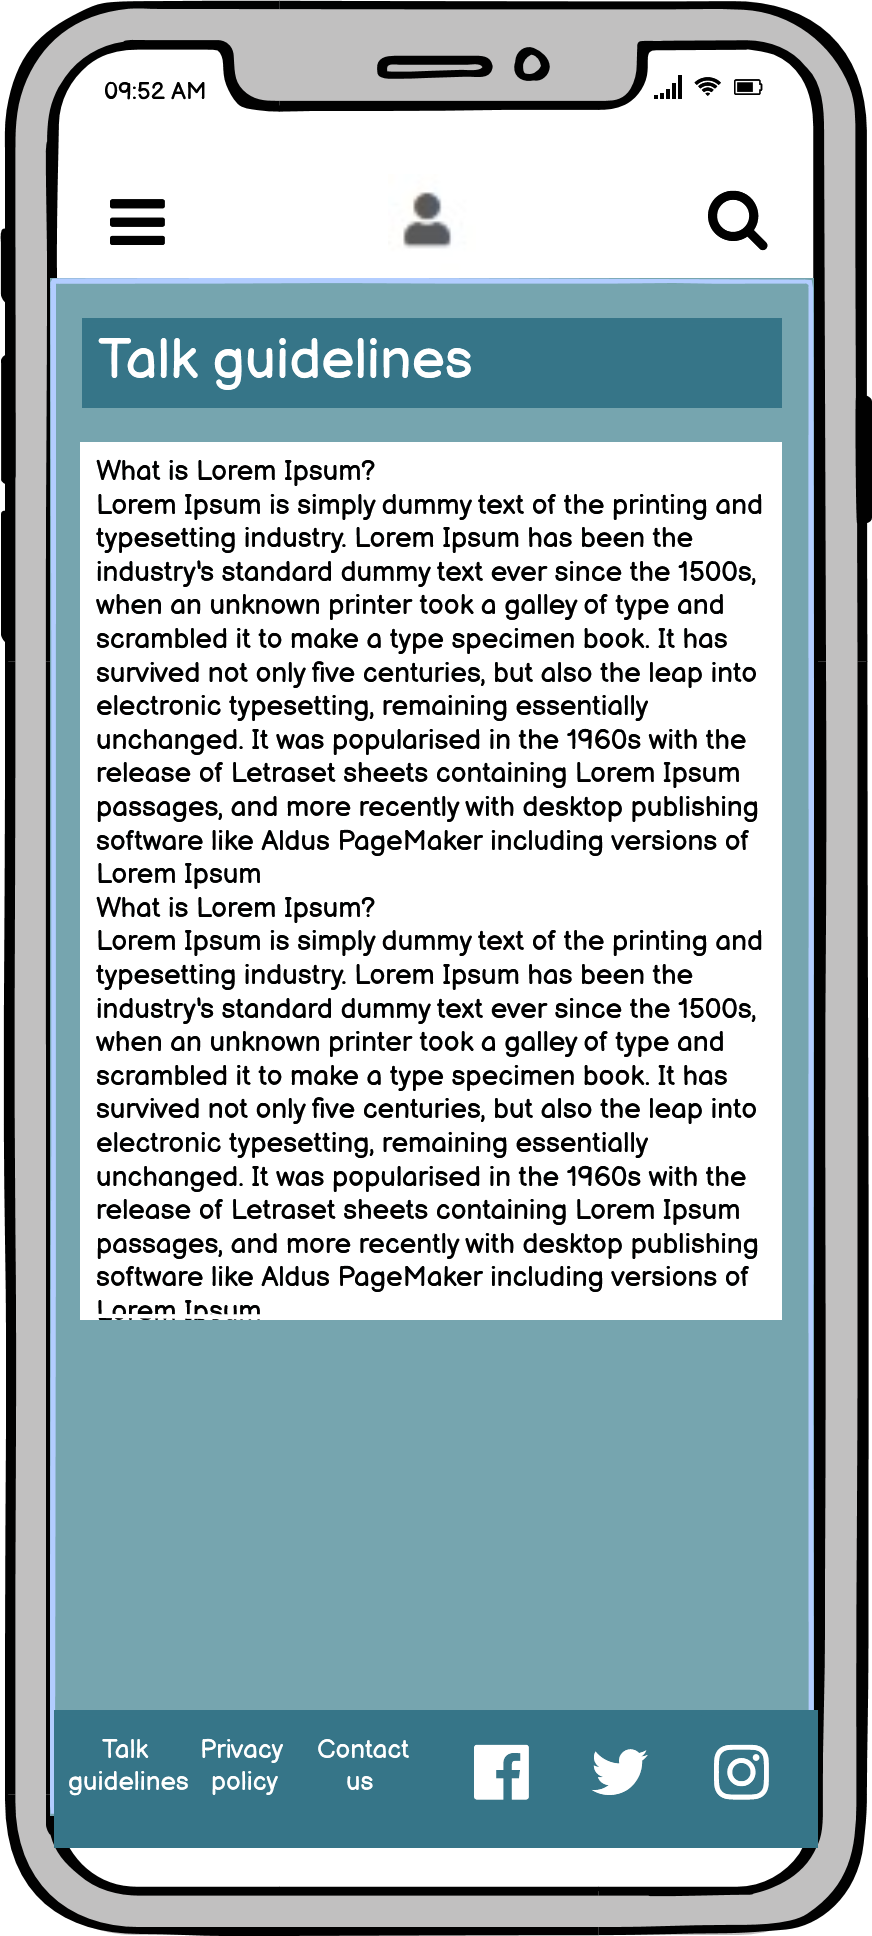 09:52 AM
Talk guidelines
What is Lorem Ipsum?
Lorem Ipsum is simply dummy text of the printing and
typesetting industry. Lorem Ipsum has been the
industry's standard dummy text ever since the 1500s,
when an unknown printer took a galley of type and
scrambled it to make a type specimen book. It has
survived not only five centuries, but also the leap into
electronic typesetting, remaining essentially
unchanged. It was popularised in the 1960s with the
release of Letraset sheets containing Lorem Ipsum
passages, and more recently with desktop publishing
software like Aldus PageMaker including versions of
Lorem Ipsum
What is Lorem Ipsum?
Lorem Ipsum is simply dummy text of the printing and
typesetting industry. Lorem Ipsum has been the
industry's standard dummy text ever since the 1500s,
when an unknown printer took a galley of type and
scrambled it to make a type specimen book. It has
survived not only five centuries, but also the leap into
electronic typesetting, remaining essentially
unchanged. It was popularised in the 1960s with the
release of Letraset sheets containing Lorem Ipsum
passages, and more recently with desktop publishing
software like Aldus PageMaker including versions of
Lorem Ipsum
Talk
guidelines
Privacy
policy
Contact
us